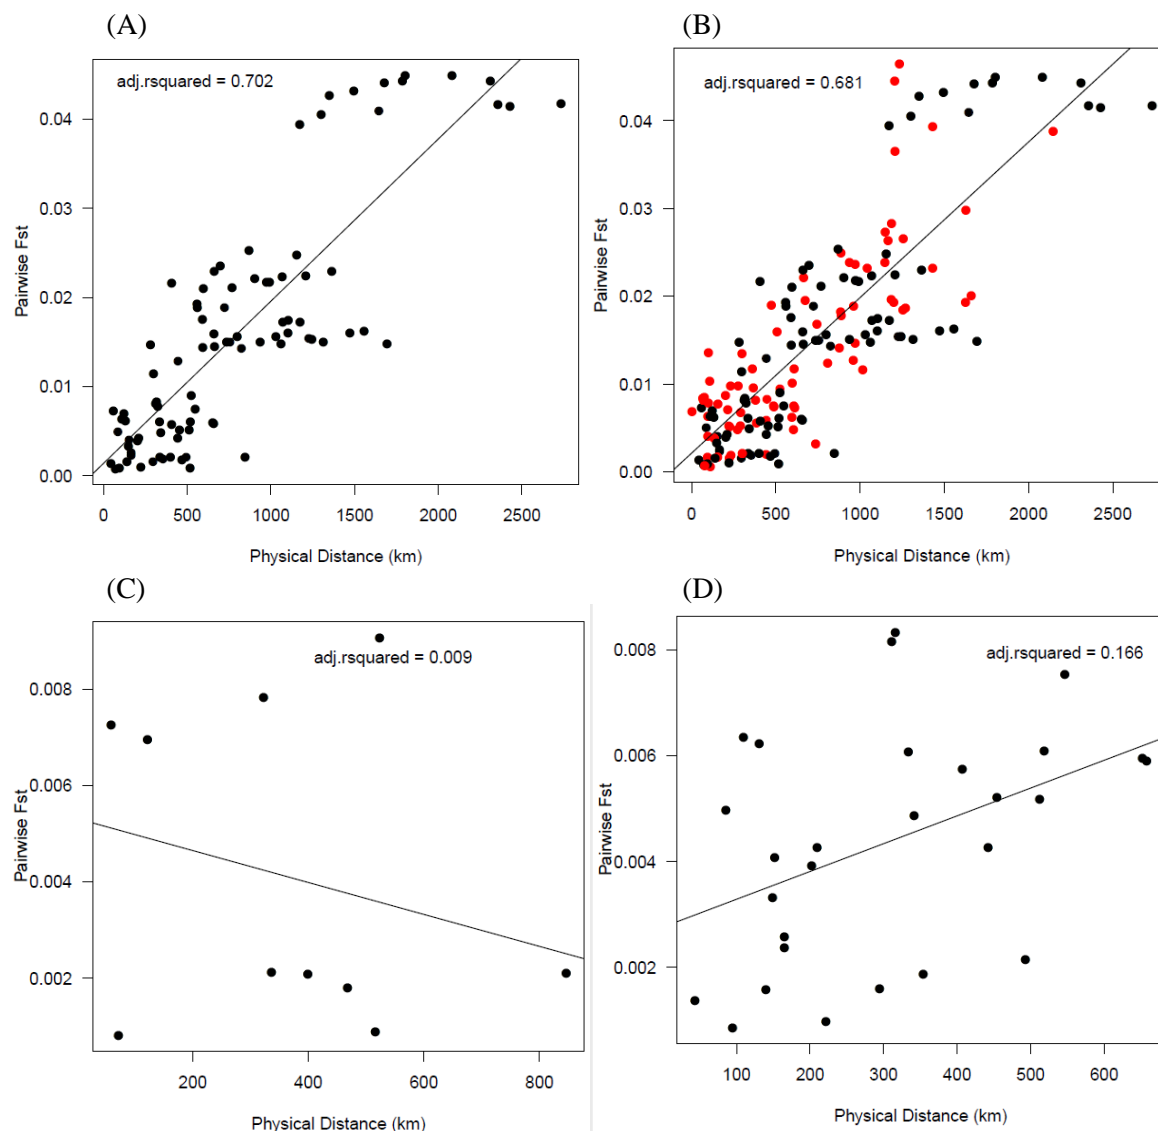 (A)
adj.rsquared = 0.702
Pairwise Fst
0.04
0.03
0.02
0.01
0.00
0 500 1000 1500 2000 2500
Physical Distance (km)
(B)
adj.rsquared = 0.681
Pairwise Fst
0.04
0.03
0.02
0.01
0.00
0 500 1000 1500 2000 2500
Physical Distance (km)
(C)
adj.rsquared = 0.009
Pairwise Fst
0.008
0.006
0.004
0.002
200 400 600 800
Physical Distance (km)
(D)
adj.rsquared = 0.166
Pairwise Fst
0.008
0.006
0.004
0.002
100 200 300 400 500 600
Physical Distance (km)